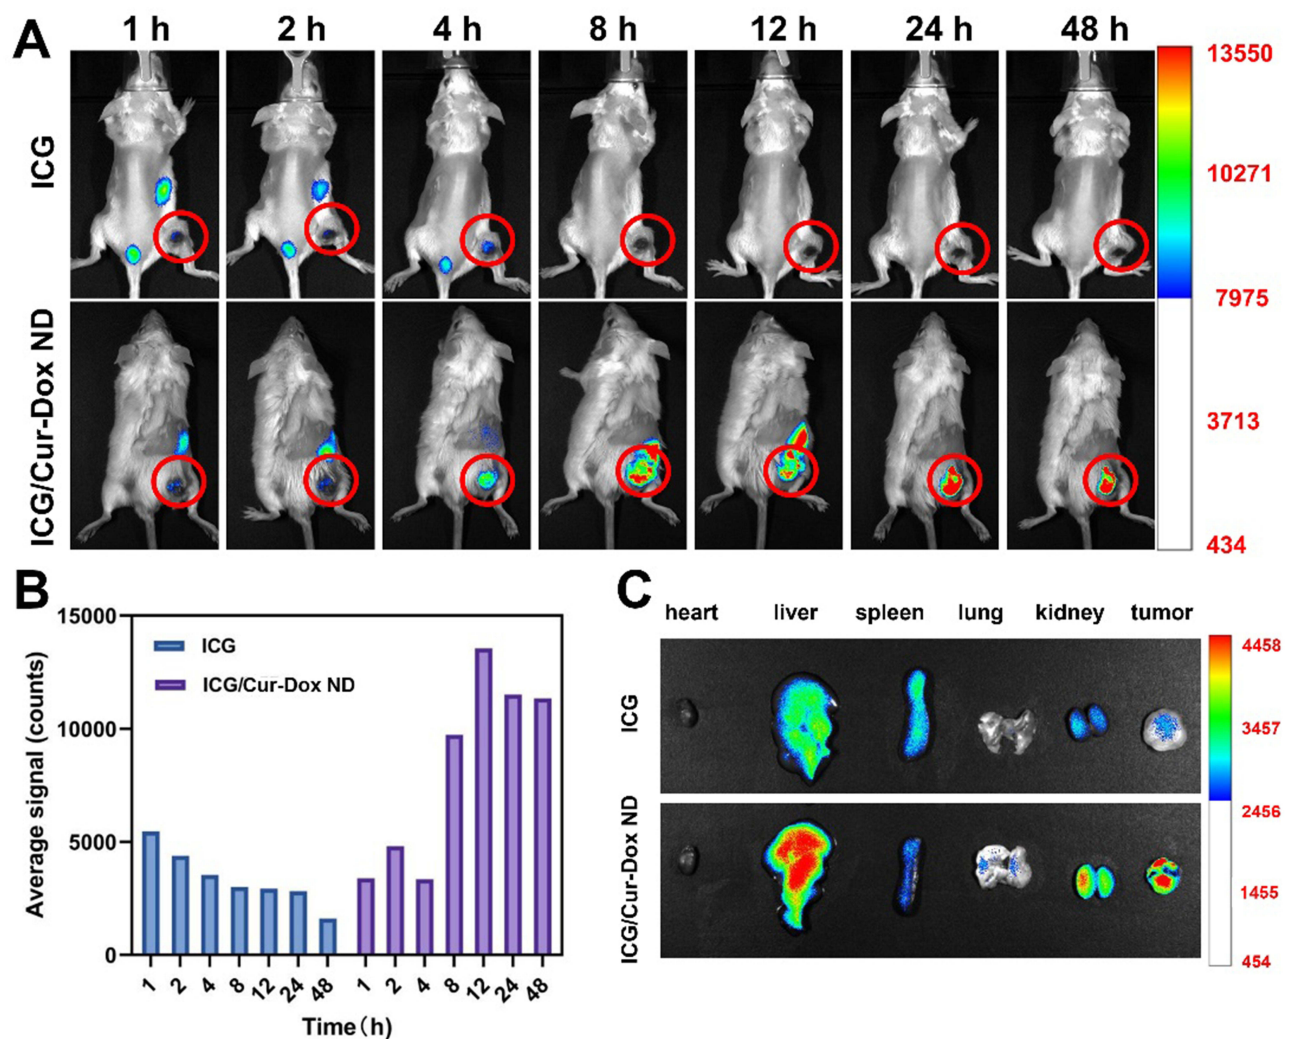 A
1 h 2 h 4 h 8 h 12 h 24 h 48 h
ICG
ICG/Cur-Dox ND
13550
10271
7975
3713
434
B
15000
10000
5000
0
Average signal (counts)
ICG
ICG/Cur-Dox ND
1 2 4 8 12 24 48 1 2 4 8 12 24 48
Time(h)
C
heart liver spleen lung kidney tumor
ICG
ICG/Cur-Dox ND
4458
3457
2456
1455
454